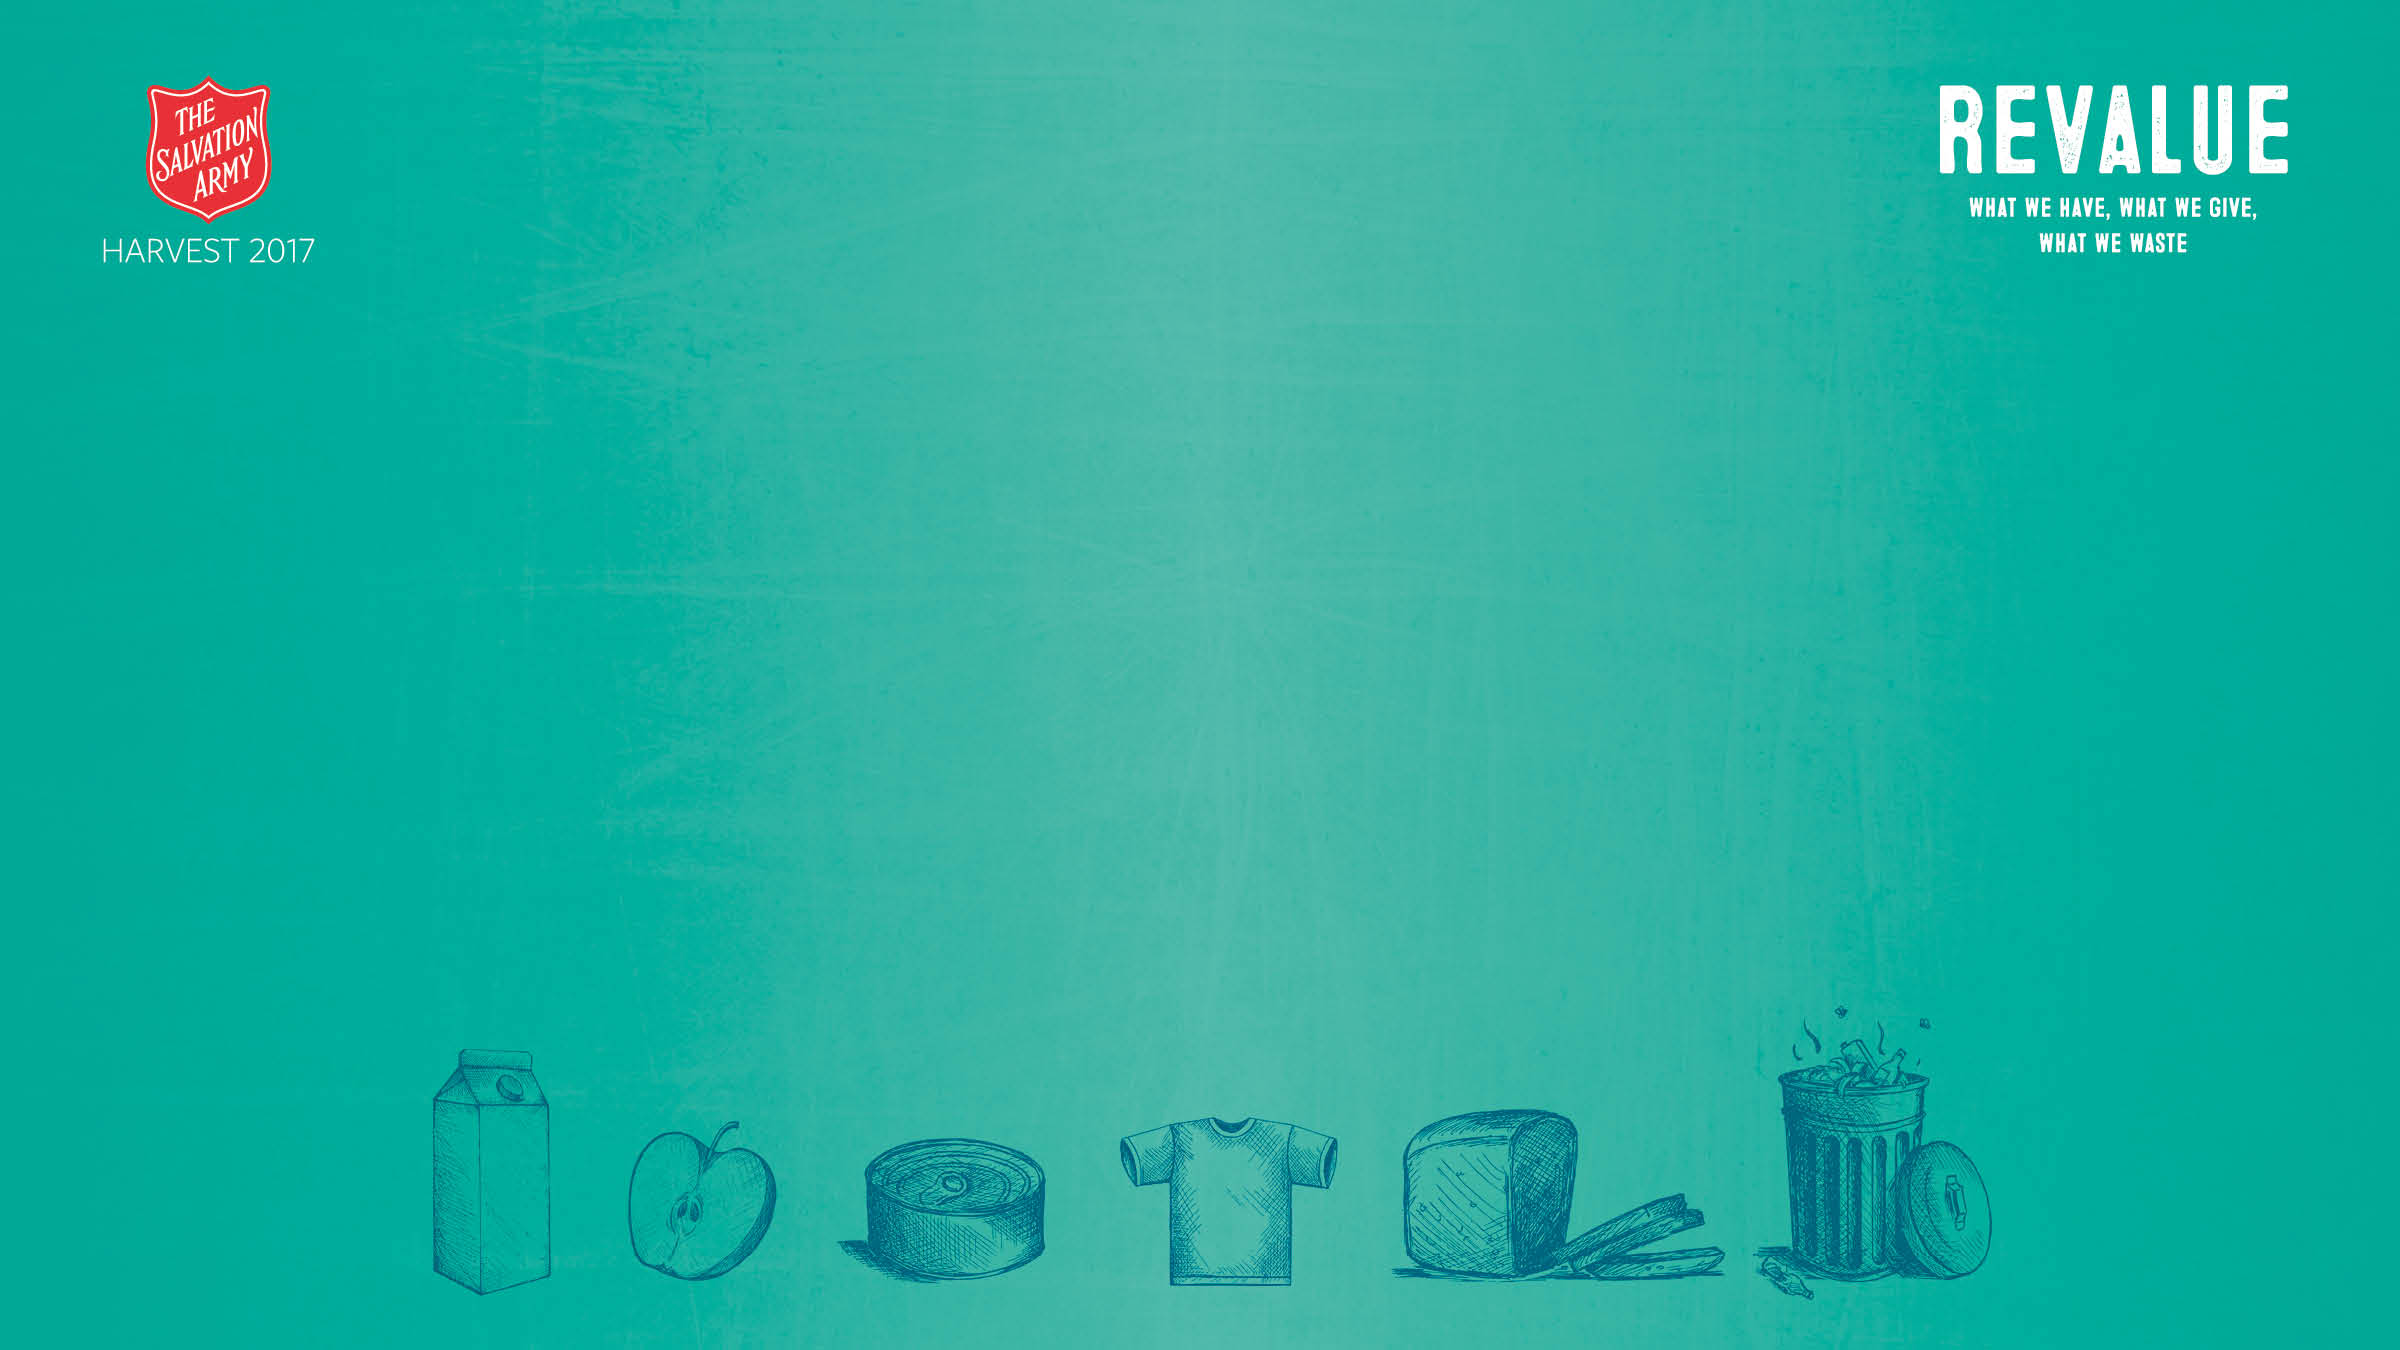 THE
SALVATION
ARMY
HARVEST 2017
REVALUE
WHAT WE HAVE, WHAT WE GIVE,
WHAT WE WASTE